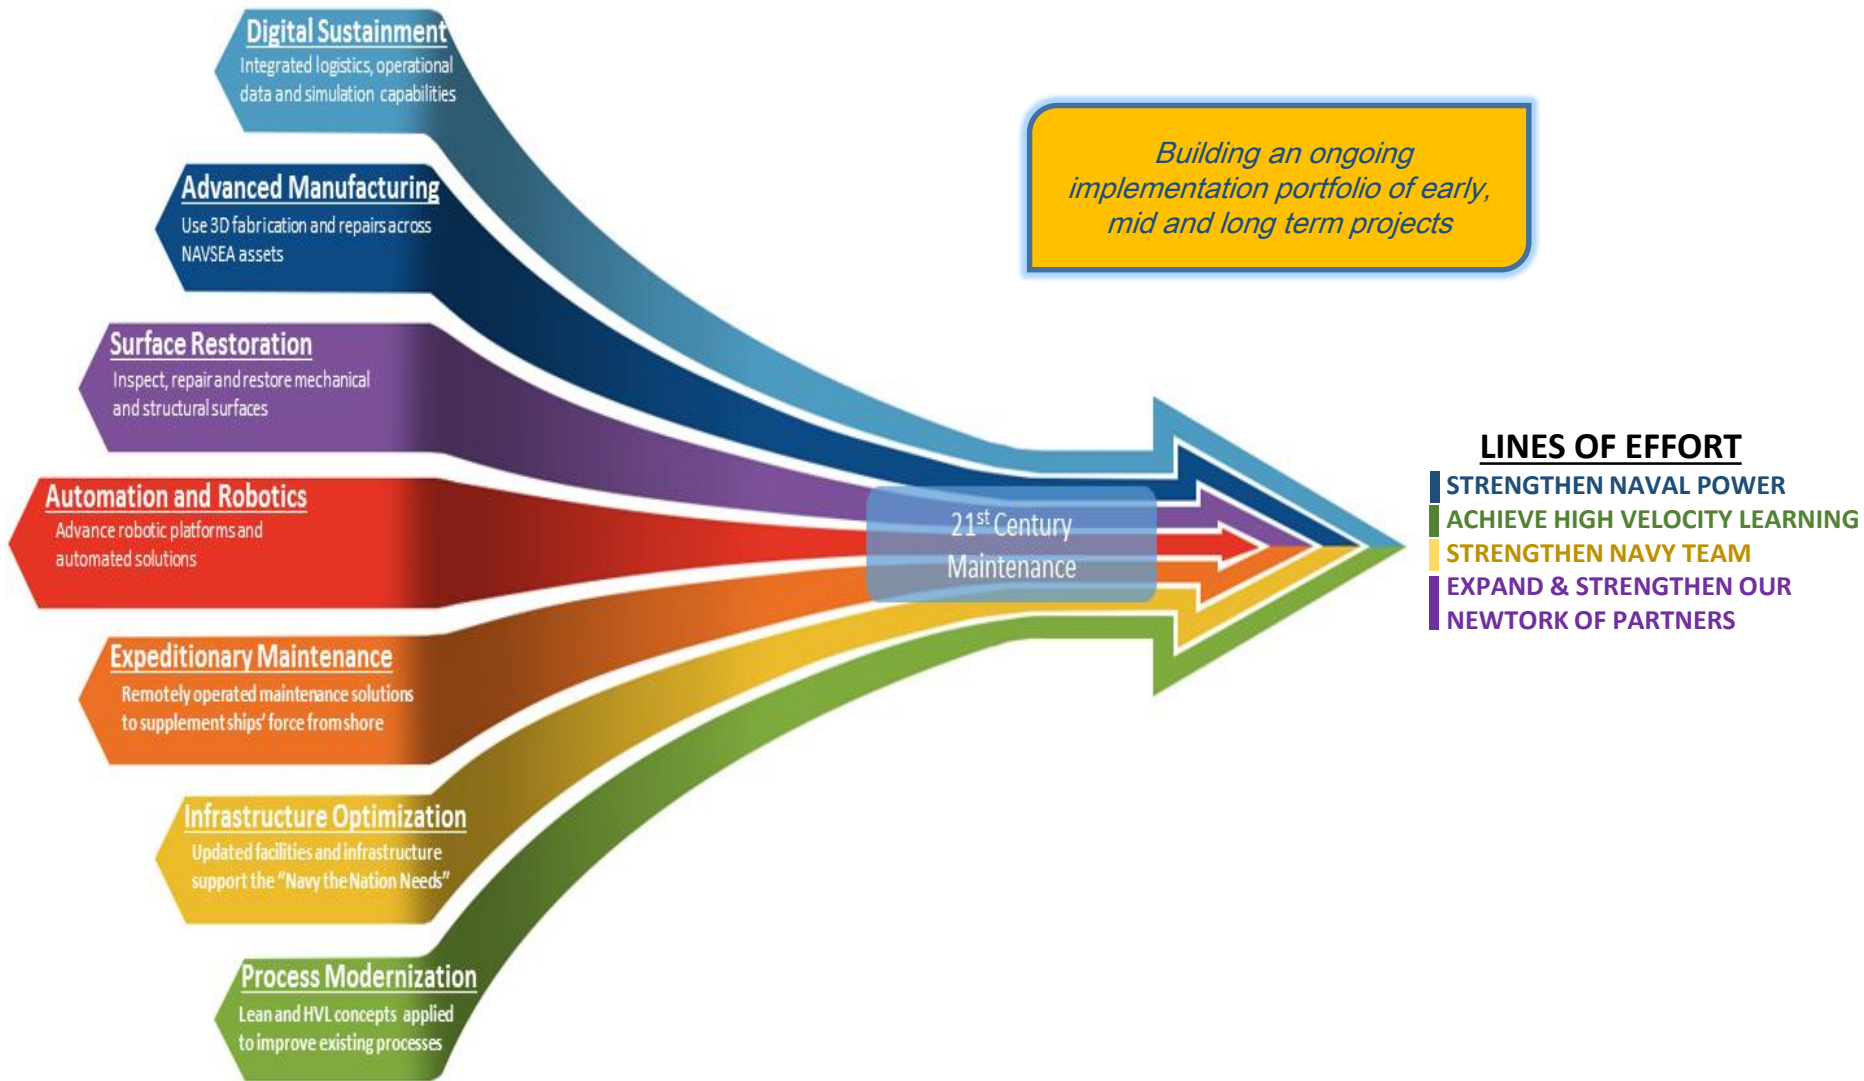 Digital Sustainment
Integrated logistics, operational
data and simulation capabilities
Advanced Manufacturing
Use 3D fabrication and repairs across
NAVSEA assets
Surface Restoration
Inspect, repair and restore mechanical
and structural surfaces
Automation and Robotics
Advance robotic platforms and
automated solutions
Expeditionary Maintenance
Remotely operated maintenance solutions
to supplement ships' force from shore
Infrastructure Optimization
Updated facilities and infrastructure
support the "Navy the Nation Needs"
Process Modernization
Lean and HVL concepts applied
to improve existing processes
21st Century
Maintenance
Building an ongoing
implementation portfolio of early,
mid and long term projects
LINES OF EFFORT
STRENGTHEN NAVAL POWER
ACHIEVE HIGH VELOCITY LEARNING
STRENGTHEN NAVY TEAM
EXPAND & STRENGTHEN OUR
NEWTORK OF PARTNERS